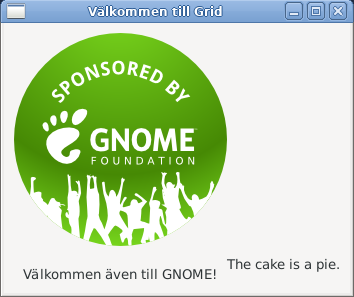 Välkommen till Grid
SPONSORED BY
GNOME
FOUNDATION
The cake is a pie.
Välkommen även till GNOME!